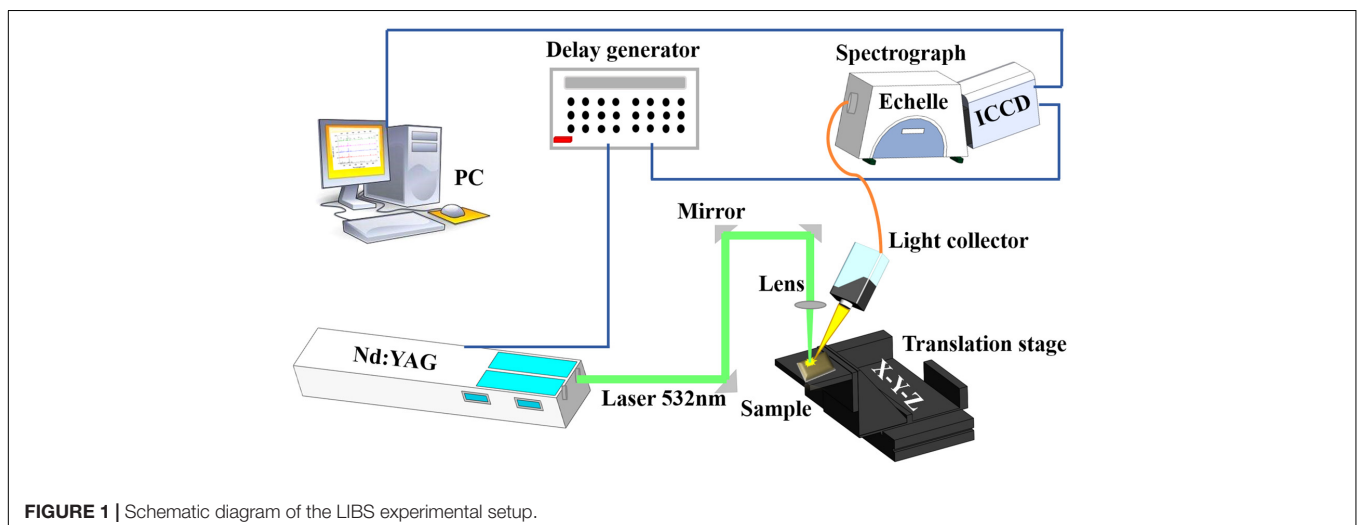 Delay generator
Spectrograph
Echelle
ICCD
PC
Mirror
Light collector
Lens
Nd:YAG
Translation stage
X-Y-Z
Laser 532nm
Sample
FIGURE 1 | Schematic diagram of the LIBS experimental setup.